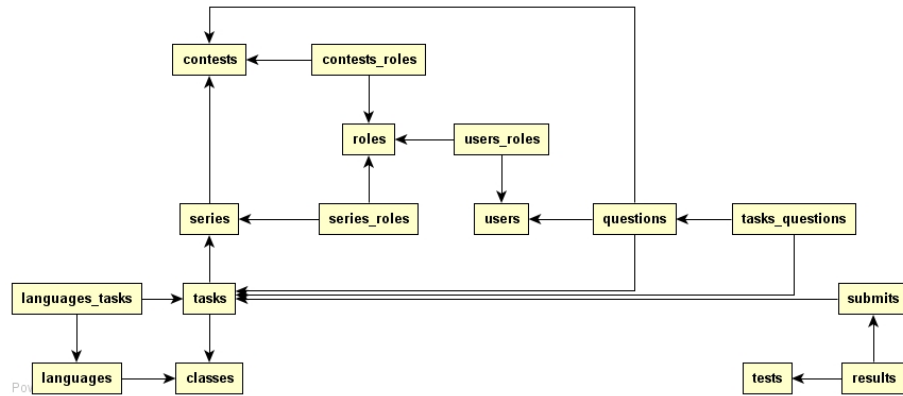 contests
contests_roles
roles
users_roles
series
series_roles
users
questions
tasks_questions
languages_tasks
tasks
submits
languages
classes
tests
results